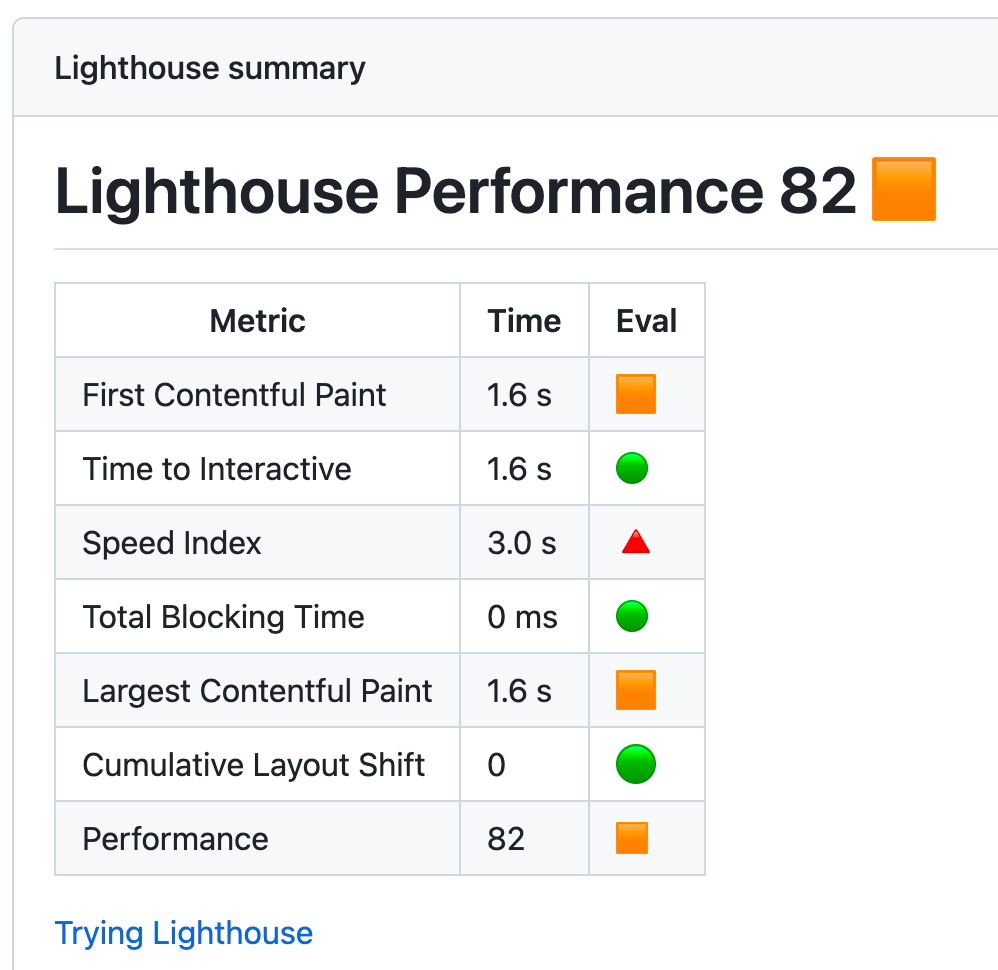 Lighthouse summary
Lighthouse Performance 82 🟧
Metric Time Eval
First Contentful Paint 1.6 s 🟧
Time to Interactive 1.6 s 🟢
Speed Index 3.0 s 🔺
Total Blocking Time 0 ms 🟢
Largest Contentful Paint 1.6 s 🟧
Cumulative Layout Shift 0 🟢
Performance 82 🟧
Trying Lighthouse